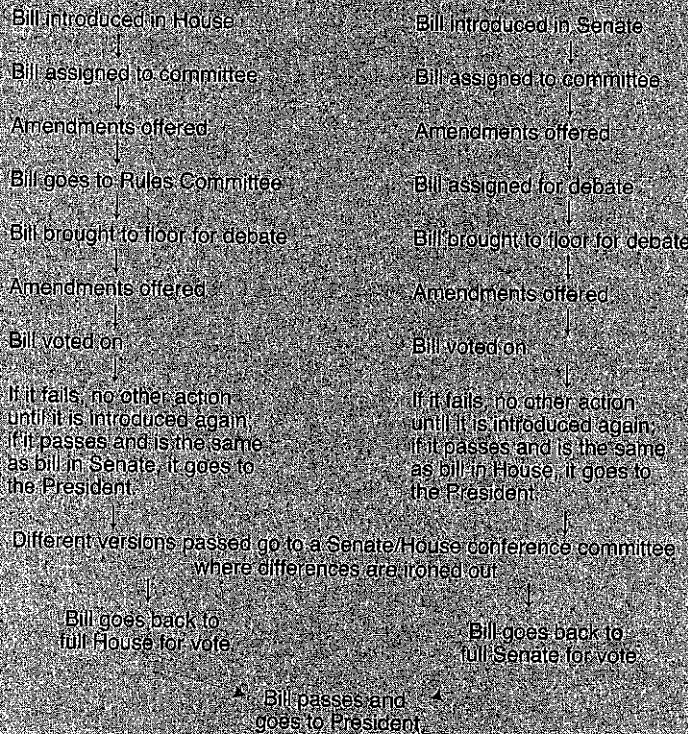 Bill introduced in House
Bill assigned to committee
Amendments offered
Bill goes to Rules Committee
Bill brought to floor for debate
Amendments offered
Bill voted on
If it fails, no other action
until it is introduced again;
if it passes and is the same
as bill in Senate, it goes to
the President.
Bill introduced in Senate
Bill assigned to committee
Amendments offered
Bill assigned for debate
Bill brought to floor for debate
Amendments offered
Bill voted on
If it fails, no other action
until it is introduced again;
if it passes and is the same
as bill in House, it goes to
the President.
Different versions passed go to a Senate/House conference committee
where differences are ironed out
Bill goes back to
full House for vote
Bill goes back to
full Senate for vote
Bill passes and
goes to President